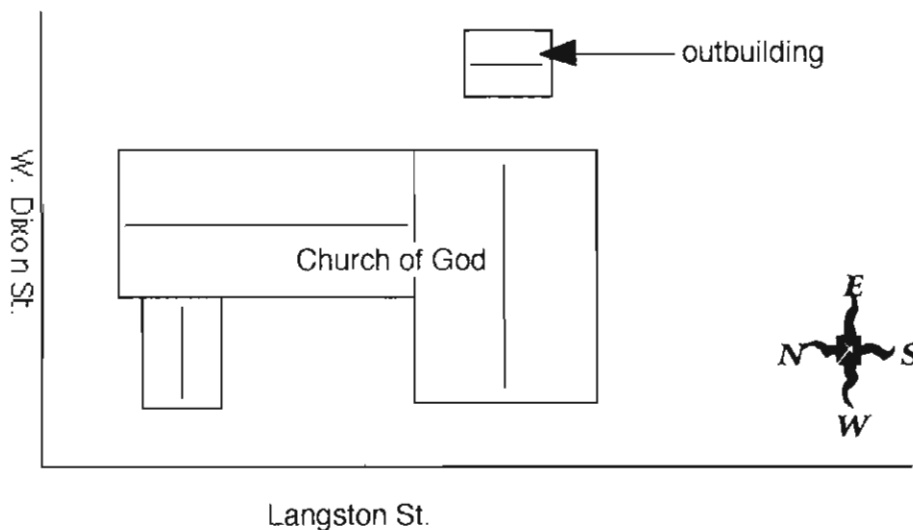 outbuilding
W. Dixon St.
Church of God
E
N
S
W
Langston St.